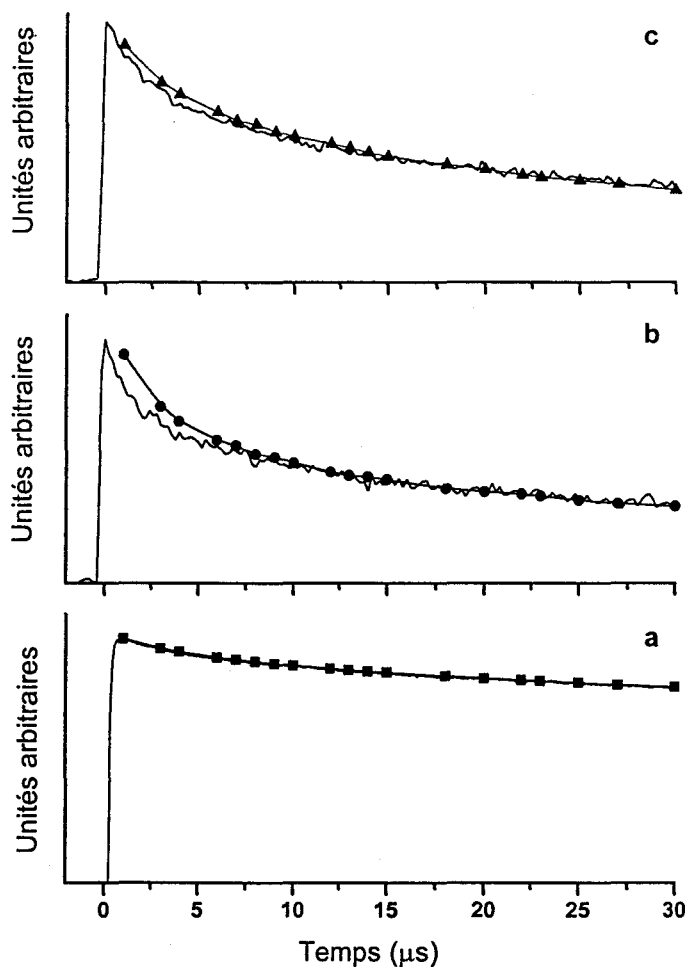 c
Unités arbitraires
b
Unités arbitraires
a
Unités arbitraires
0 5 10 15 20 25 30
Temps (μs)